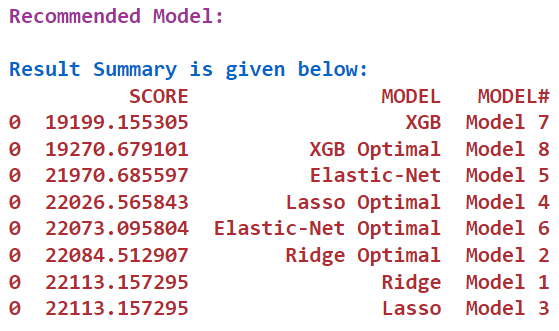 Recommended Model:
Result Summary is given below:
SCORE MODEL MODEL#
0 19199.155305 XGB Model 7
0 19270.679101 XGB Optimal Model 8
0 21970.685597 Elastic-Net Model 5
0 22026.565843 Lasso Optimal Model 4
0 22073.095804 Elastic-Net Optimal Model 6
0 22084.512907 Ridge Optimal Model 2
0 22113.157295 Ridge Model 1
0 22113.157295 Lasso Model 3